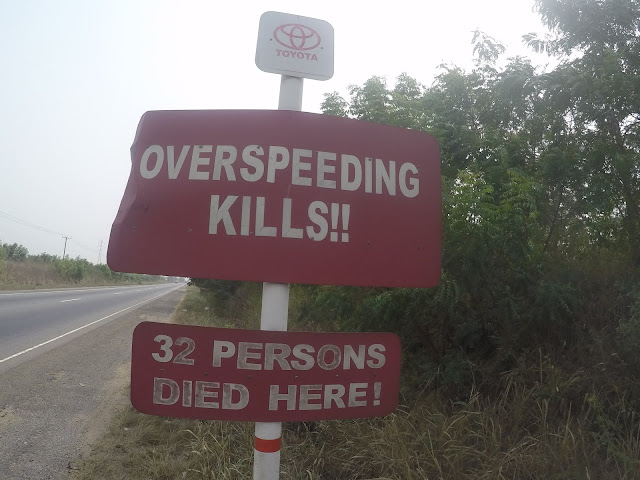 TOYOTA
OVERSPEEDING
KILLS!!
32 PERSONS
DIED HERE!